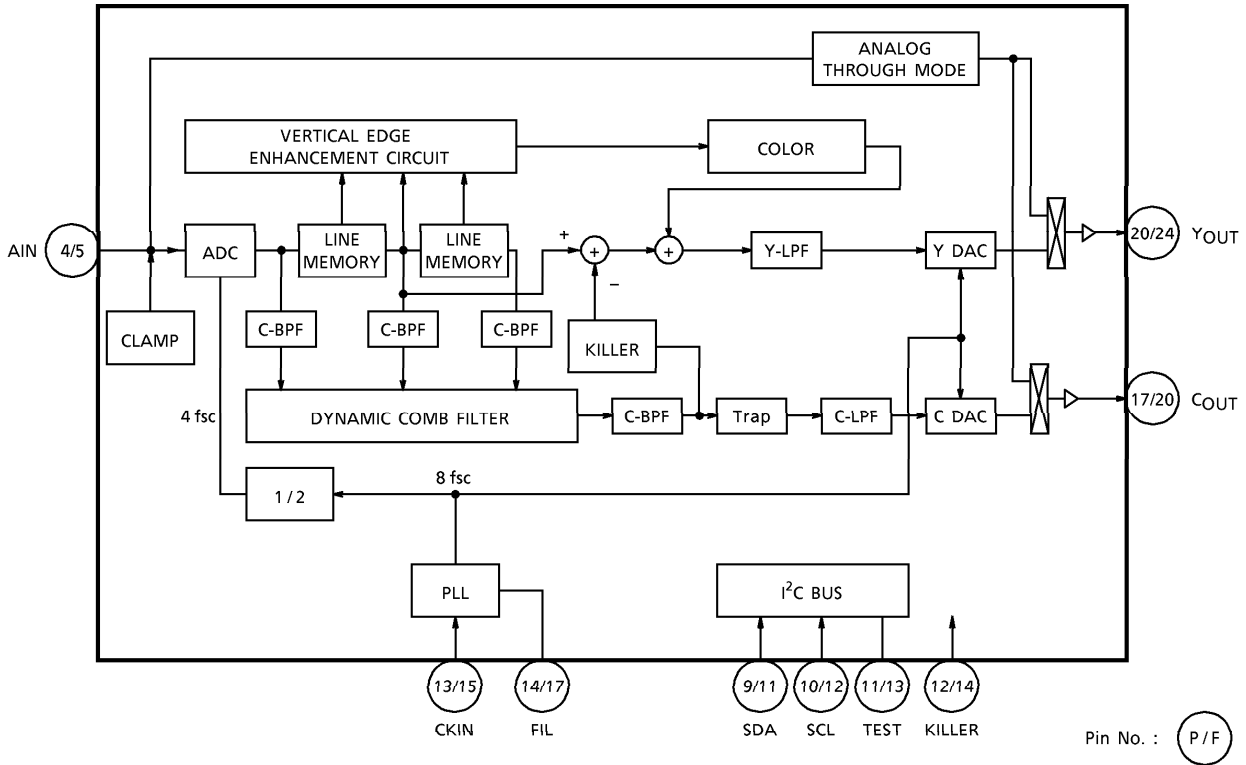 ANALOG
THROUGH MODE
VERTICAL EDGE
ENHANCEMENT CIRCUIT
COLOR
AIN
4/5
ADC
LINE
MEMORY
LINE
MEMORY
+
+
+
−
Y-LPF
Y DAC
20/24
YOUT
CLAMP
C-BPF
C-BPF
C-BPF
KILLER
4 fsc
DYNAMIC COMB FILTER
C-BPF
Trap
C-LPF
C DAC
17/20
COUT
1/2
8 fsc
PLL
I²C BUS
13/15
14/17
9/11
10/12
11/13
12/14
CKIN
FIL
SDA
SCL
TEST
KILLER
Pin No. : P/F